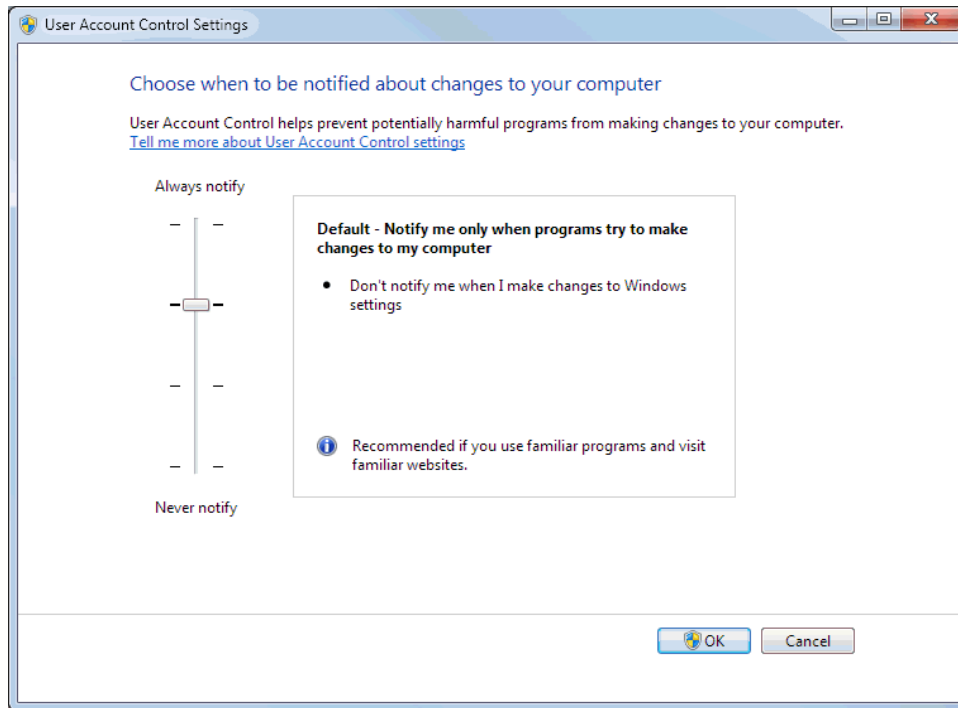 User Account Control Settings
Choose when to be notified about changes to your computer
User Account Control helps prevent potentially harmful programs from making changes to your computer.
Tell me more about User Account Control settings
Always notify
Default - Notify me only when programs try to make
changes to my computer
Don't notify me when I make changes to Windows
settings
Recommended if you use familiar programs and visit
familiar websites.
Never notify
OK
Cancel